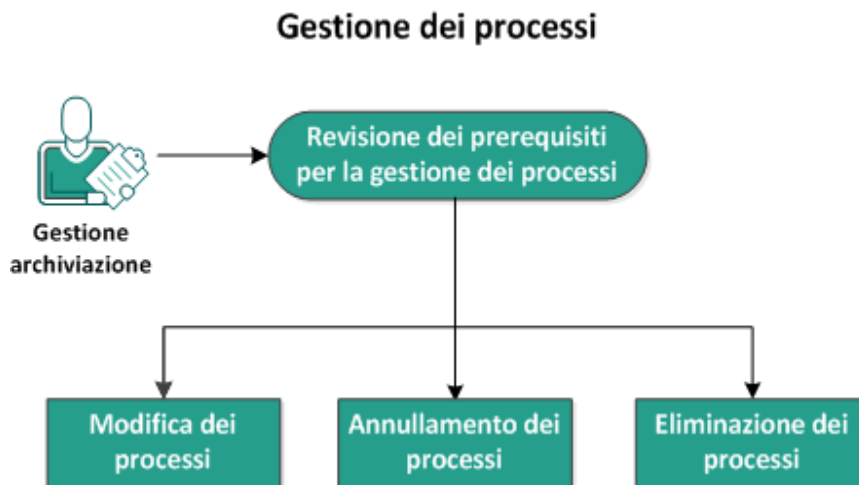 Gestione dei processi
Revisione dei prerequisiti
per la gestione dei processi
Gestione
archiviazione
Modifica dei
processi
Annullamento dei
processi
Eliminazione dei
processi